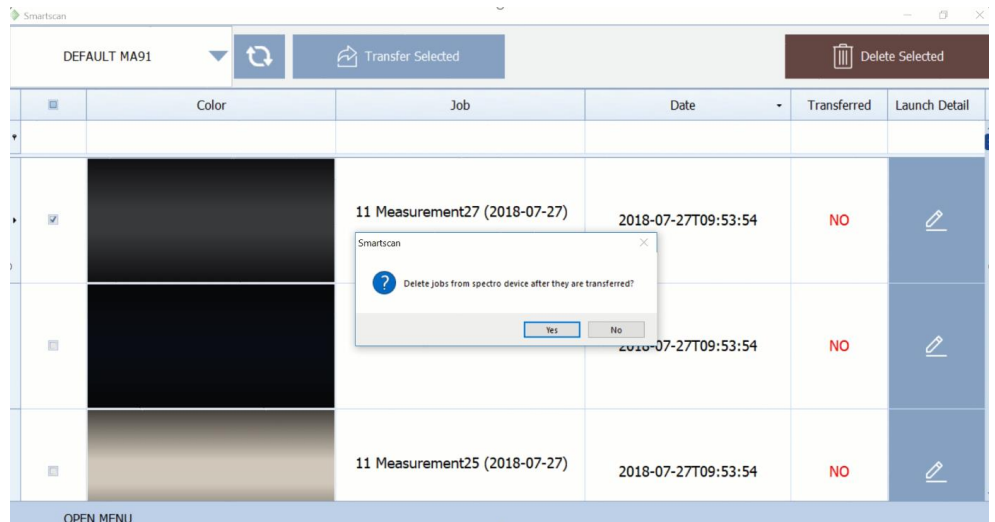 Smartscan
DEFAULT MA91
Transfer Selected
Delete Selected
Color Job Date Transferred Launch Detail
11 Measurement27 (2018-07-27) 2018-07-27T09:53:54 NO
Smartscan
Delete jobs from spectro device after they are transferred?
Yes No
2018-07-27T09:53:54 NO
11 Measurement25 (2018-07-27) 2018-07-27T09:53:54 NO
OPEN MENU